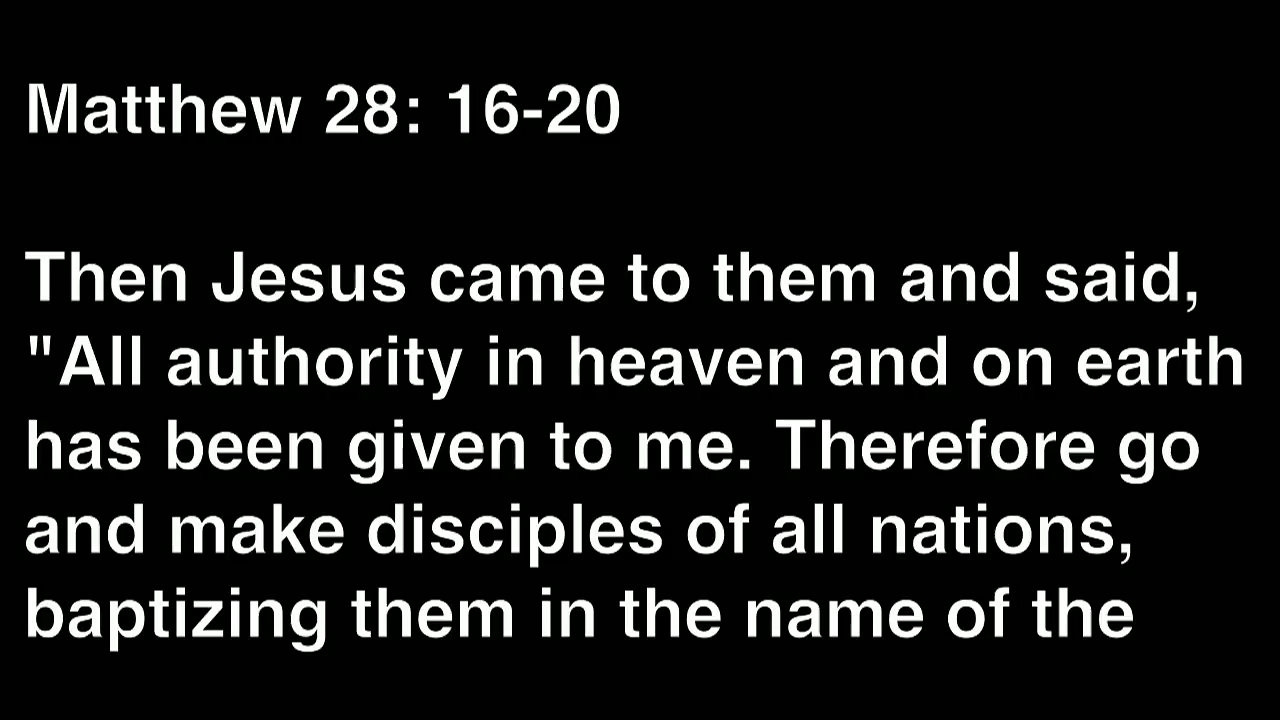 Matthew 28: 16-20
Then Jesus came to them and said,
"All authority in heaven and on earth
has been given to me. Therefore go
and make disciples of all nations,
baptizing them in the name of the